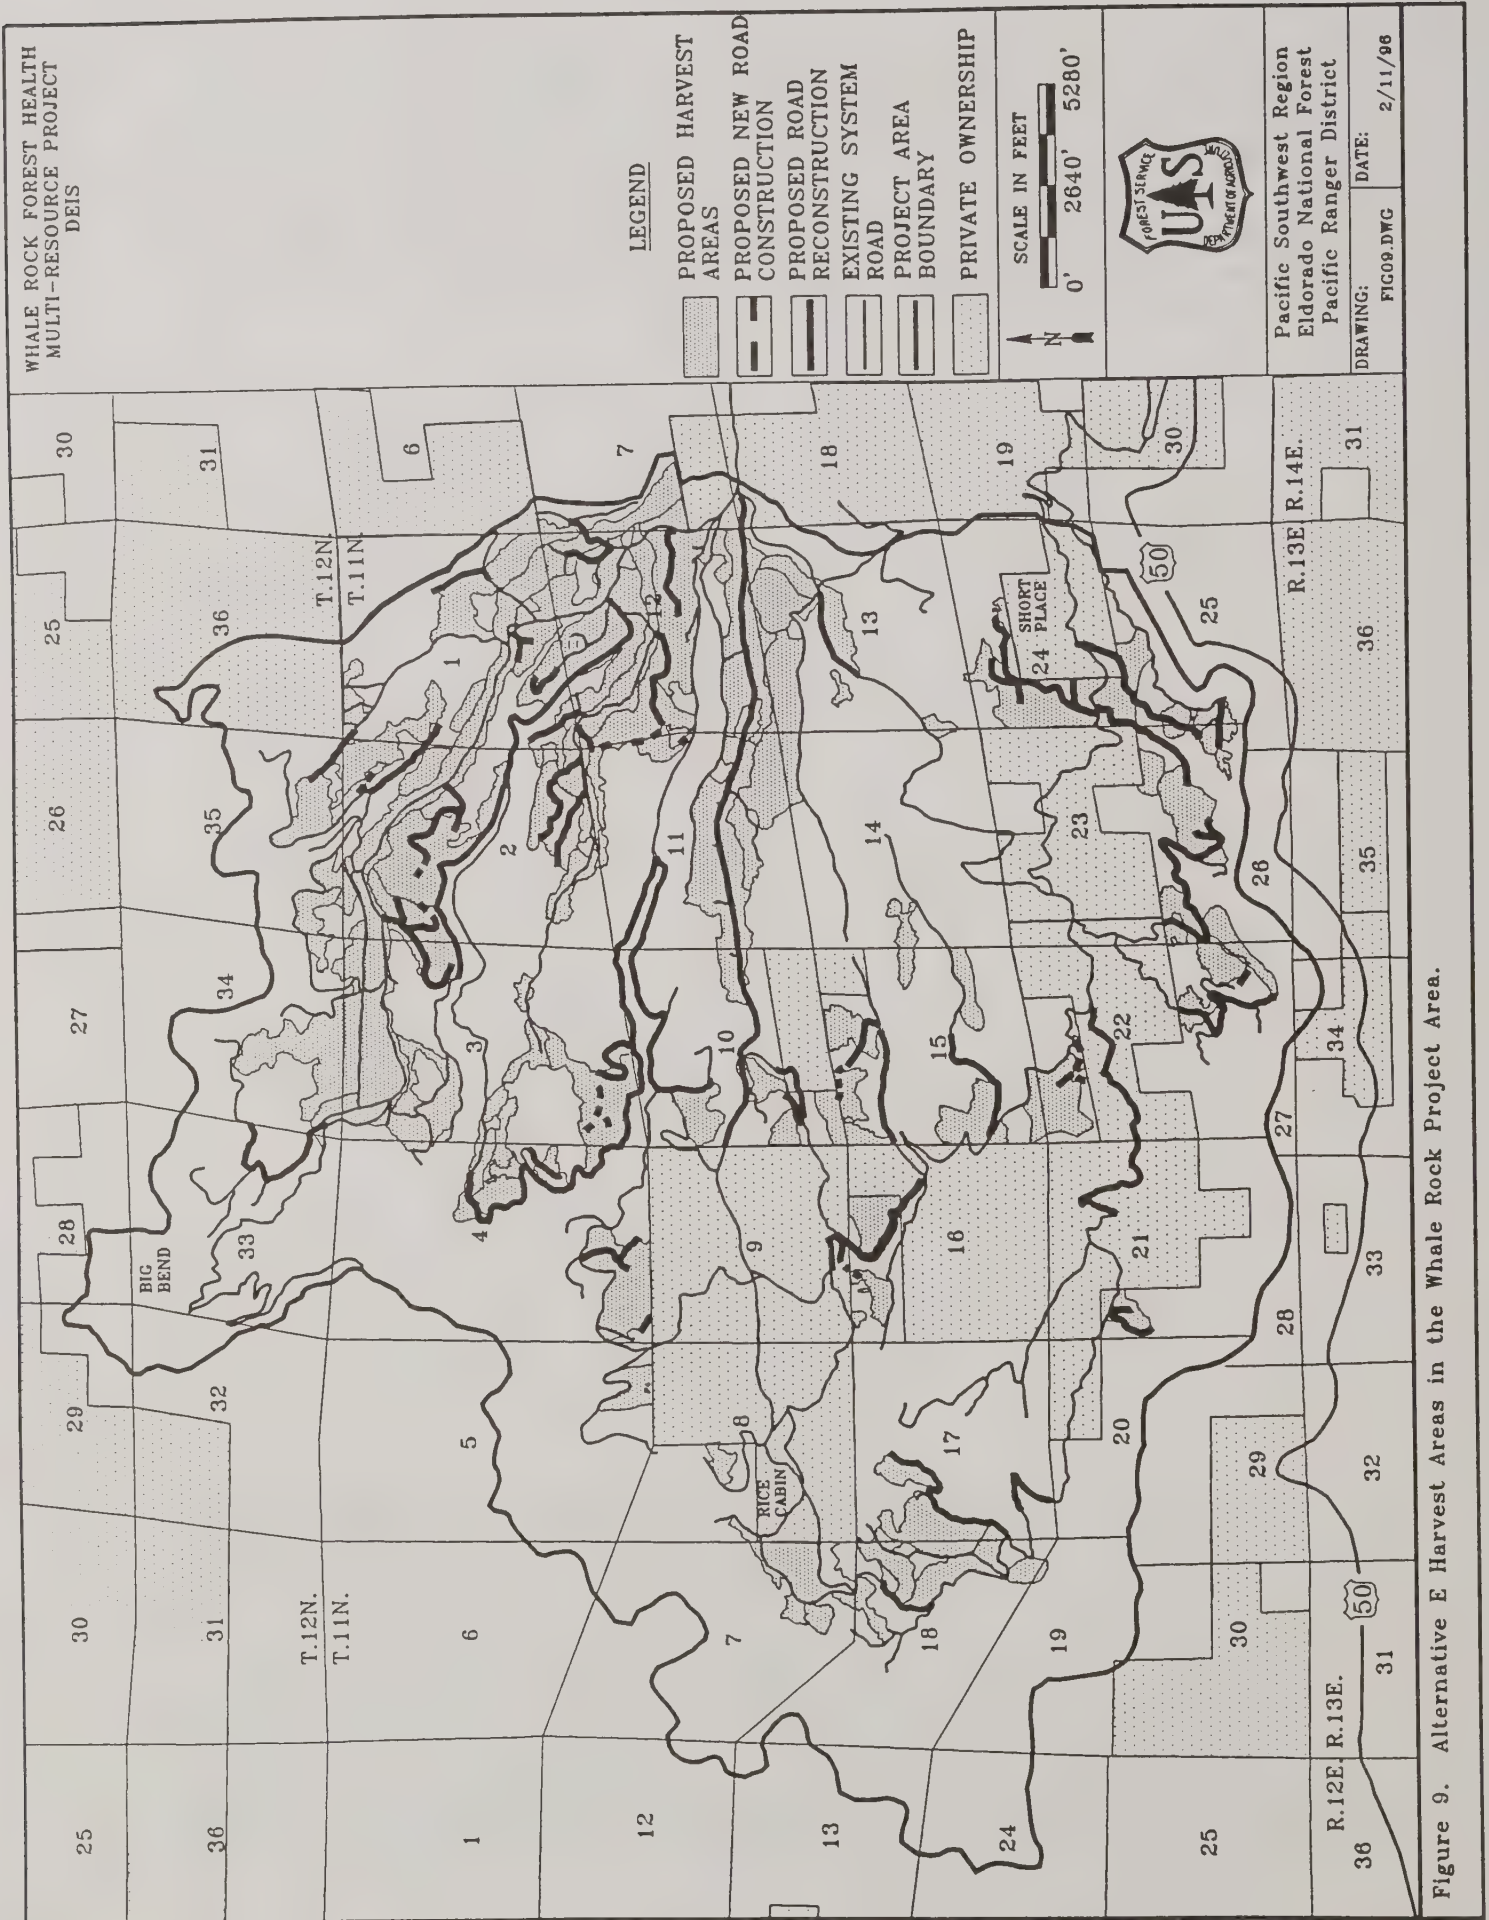 WHALE ROCK FOREST HEALTH
MULTI-RESOURCE PROJECT
DEIS
LEGEND
PROPOSED HARVEST
AREAS
PROPOSED NEW ROAD
CONSTRUCTION
PROPOSED ROAD
RECONSTRUCTION
EXISTING SYSTEM
ROAD
PROJECT AREA
BOUNDARY
PRIVATE OWNERSHIP
SCALE IN FEET
0' 2640' 5280'
N
FOREST SERVICE
UAS
DEPARTMENT OF AGRICULTURE
Pacific Southwest Region
Eldorado National Forest
Pacific Ranger District
DRAWING:
FIG09.DWG
DATE:
2/11/96
25 30 29 28 27 26 25 30
36 31 32 33 34 35 36 31
BIG
BEND
T.12N.
T.11N.
T.12N.
T.11N.
1 6 5 4 3 2 1 6
12 7 8 9 10 11 12 7
RICE
CABIN
13 18 17 16 15 14 13 18
24 19 20 21 22 23 24 19
SHORT
PLACE
25 30 29 28 27 26 25 30
50
50
R.12E. R.13E.
R.13E. R.14E.
36 31 32 33 34 35 36 31
Figure 9. Alternative E Harvest Areas in the Whale Rock Project Area.